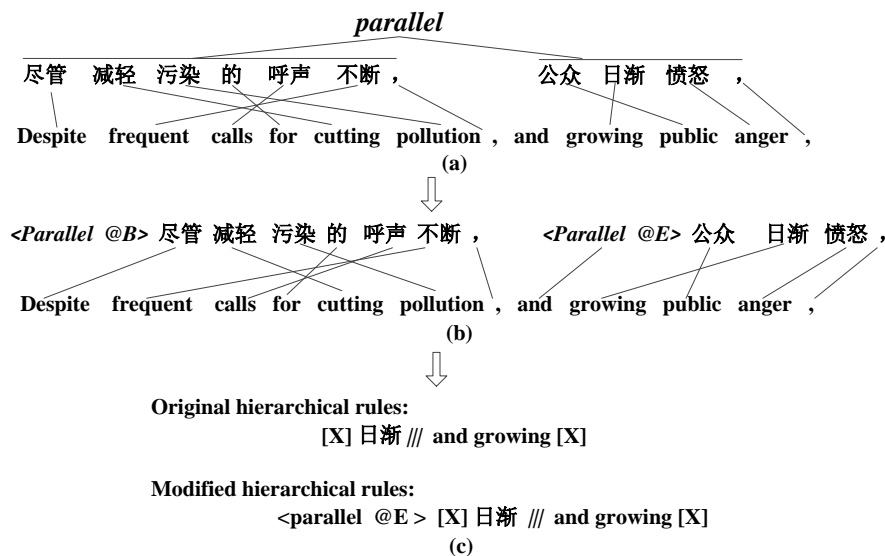 parallel
尽管 减轻 污染 的 呼声 不断 , 公众 日渐 愤怒 ,
Despite frequent calls for cutting pollution , and growing public anger ,
(a)
<Parallel @B> 尽管 减轻 污染 的 呼声 不断 , <Parallel @E> 公众 日渐 愤怒 ,
Despite frequent calls for cutting pollution , and growing public anger ,
(b)
Original hierarchical rules:
[X] 日渐 /// and growing [X]
Modified hierarchical rules:
<parallel @E > [X] 日渐 /// and growing [X]
(c)